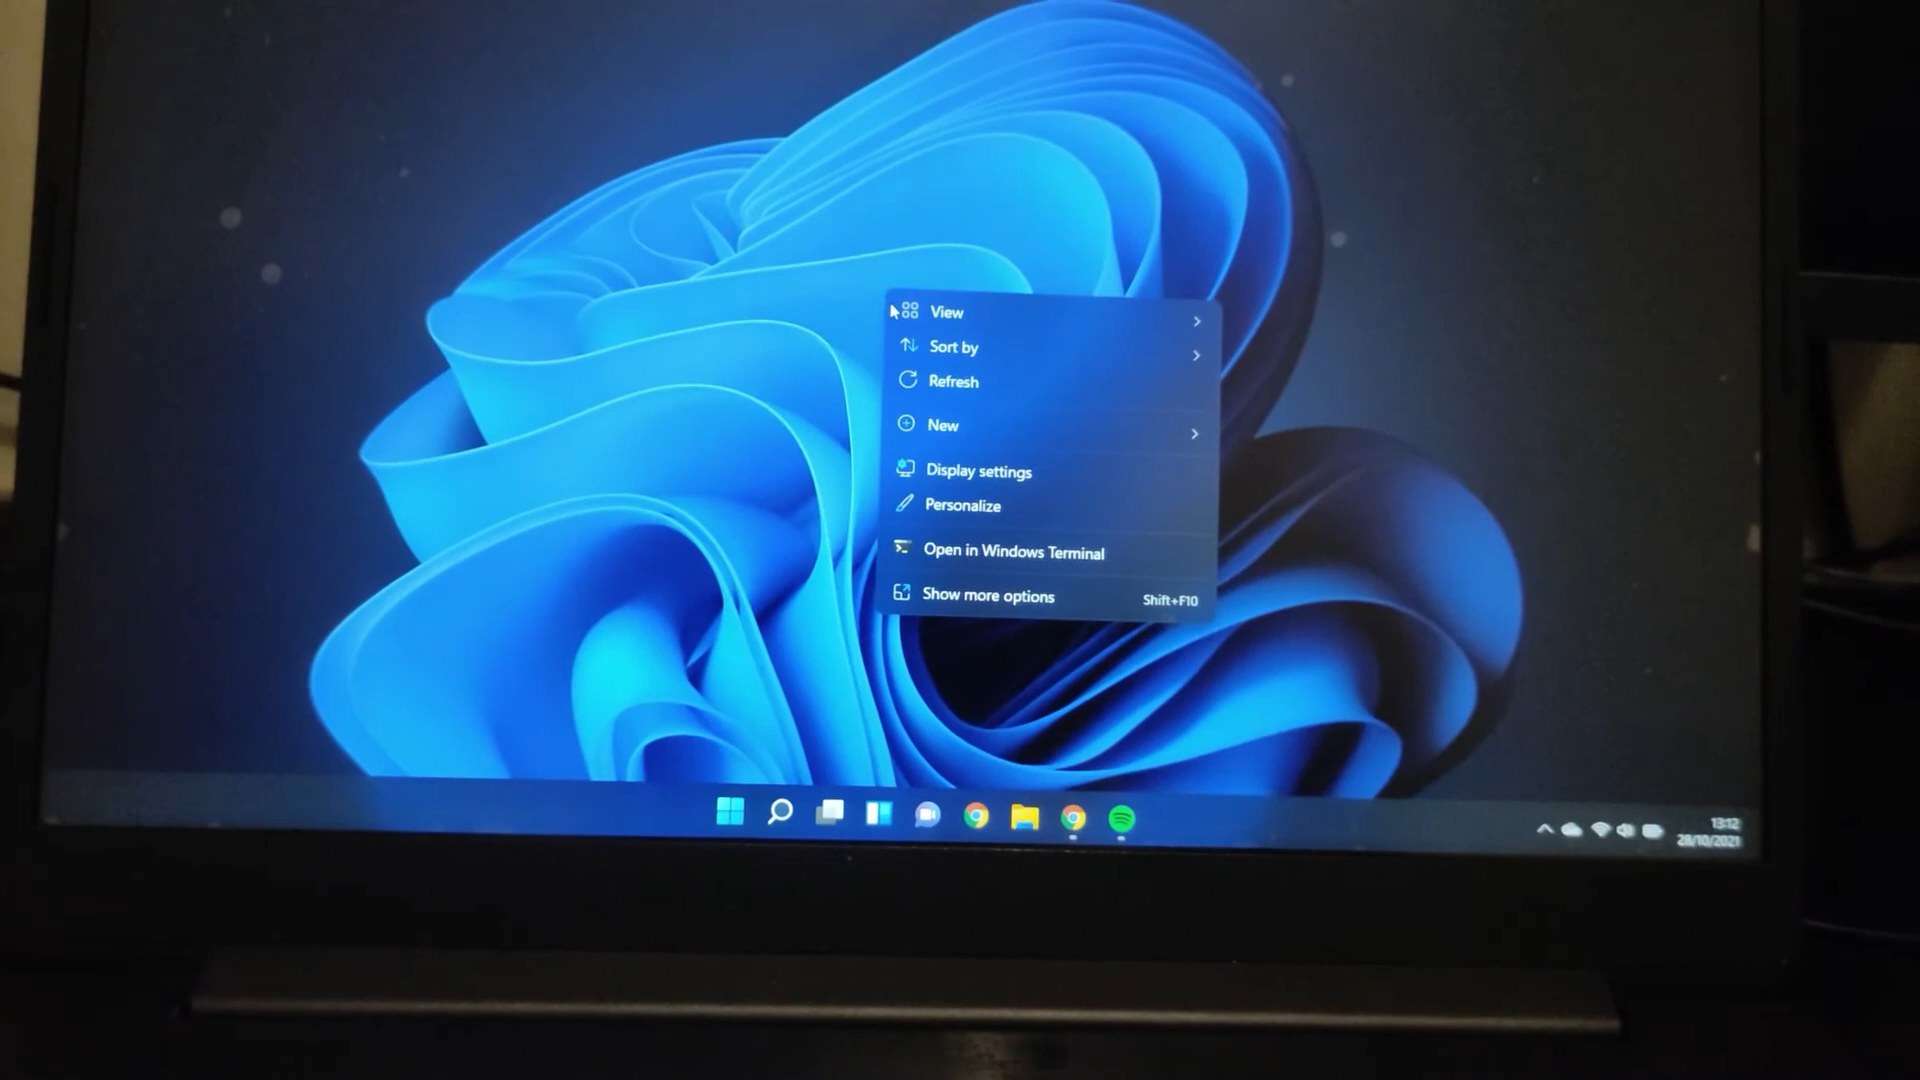 View
Sort by
Refresh
New
Display settings
Personalize
Open in Windows Terminal
Show more options Shift+F10
13:12
28/10/2021